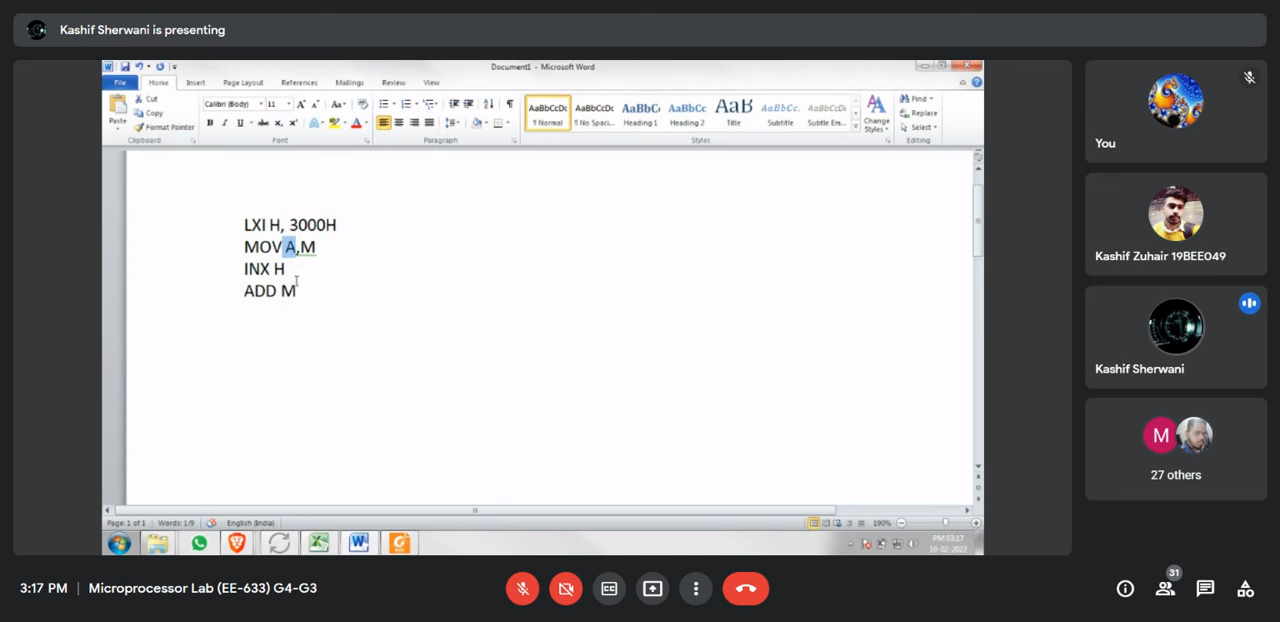 Kashif Sherwani is presenting
Document1 - Microsoft Word
File Home Insert Page Layout References Mailings Review View
Paste
Cut
Copy
Format Painter
Clipboard
Calibri (Body) 11
Font
Paragraph
AaBbCcDc AaBbCcDc AaBbC AaBbCc AaB AaBbCc. AaBbCcDc
¶ Normal ¶ No Spaci... Heading 1 Heading 2 Title Subtitle Subtle Em...
Change Styles
Styles
Find
Replace
Select
Editing
LXI H, 3000H
MOV A,M
INX H
ADD M
Page: 1 of 1 Words: 1/9 English (India) 190%
PM 03:17
You
Kashif Zuhair 19BEE049
Kashif Sherwani
M
27 others
3:17 PM | Microprocessor Lab (EE-633) G4-G3
31